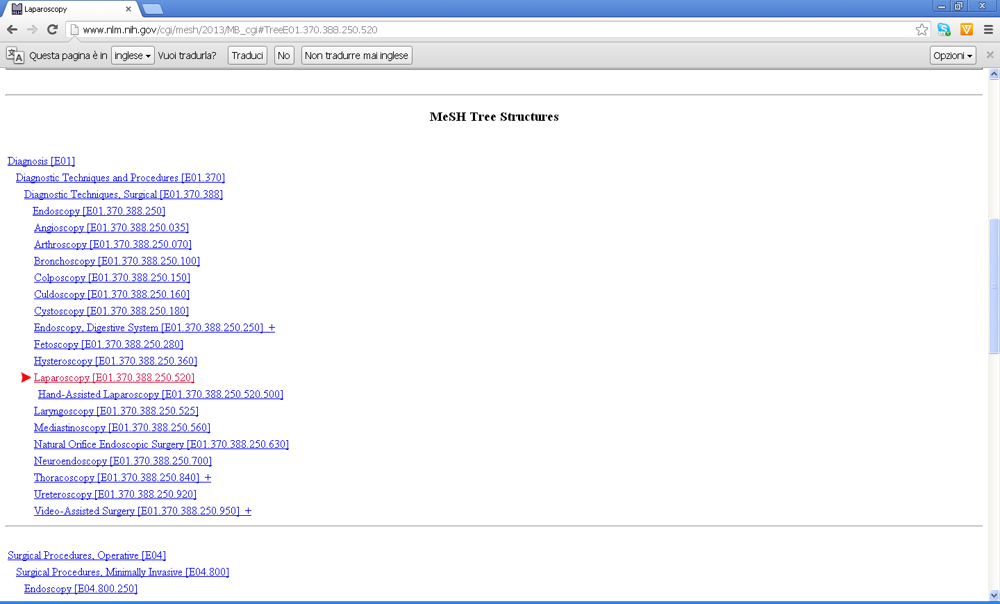 Laparoscopy
www.nlm.nih.gov/cgi/mesh/2013/MB_cgi#TreeE01.370.388.250.520
Questa pagina è in inglese Vuoi tradurla? Traduci No Non tradurre mai inglese Opzioni
MeSH Tree Structures
Diagnosis [E01]
Diagnostic Techniques and Procedures [E01.370]
Diagnostic Techniques, Surgical [E01.370.388]
Endoscopy [E01.370.388.250]
Angioscopy [E01.370.388.250.035]
Arthroscopy [E01.370.388.250.070]
Bronchoscopy [E01.370.388.250.100]
Colposcopy [E01.370.388.250.150]
Culdoscopy [E01.370.388.250.160]
Cystoscopy [E01.370.388.250.180]
Endoscopy, Digestive System [E01.370.388.250.250] +
Fetoscopy [E01.370.388.250.280]
Hysteroscopy [E01.370.388.250.360]
Laparoscopy [E01.370.388.250.520]
Hand-Assisted Laparoscopy [E01.370.388.250.520.500]
Laryngoscopy [E01.370.388.250.525]
Mediastinoscopy [E01.370.388.250.560]
Natural Orifice Endoscopic Surgery [E01.370.388.250.630]
Neuroendoscopy [E01.370.388.250.700]
Thoracoscopy [E01.370.388.250.840] +
Ureteroscopy [E01.370.388.250.920]
Video-Assisted Surgery [E01.370.388.250.950] +
Surgical Procedures, Operative [E04]
Surgical Procedures, Minimally Invasive [E04.800]
Endoscopy [E04.800.250]